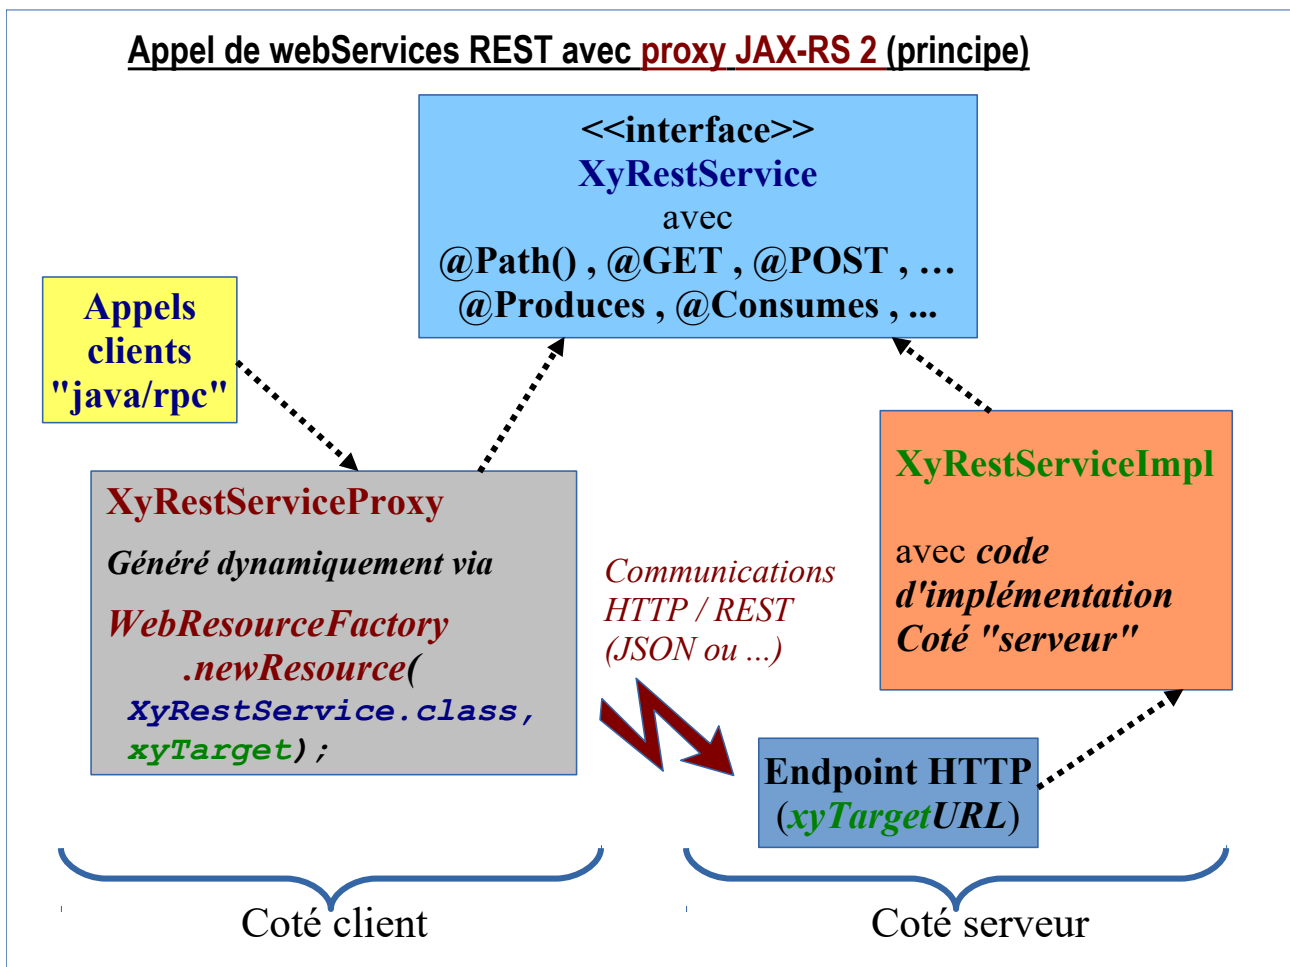 Appel de webServices REST avec proxy JAX-RS 2 (principe)
<<interface>>
XyRestService
avec
@Path() , @GET , @POST , …
@Produces , @Consumes , ...
Appels
clients
"java/rpc"
XyRestServiceProxy
Généré dynamiquement via
WebResourceFactory
.newResource(
XyRestService.class,
xyTarget);
Communications
HTTP / REST
(JSON ou ...)
XyRestServiceImpl
avec code
d'implémentation
Coté "serveur"
Endpoint HTTP
(xyTargetURL)
Coté client
Coté serveur